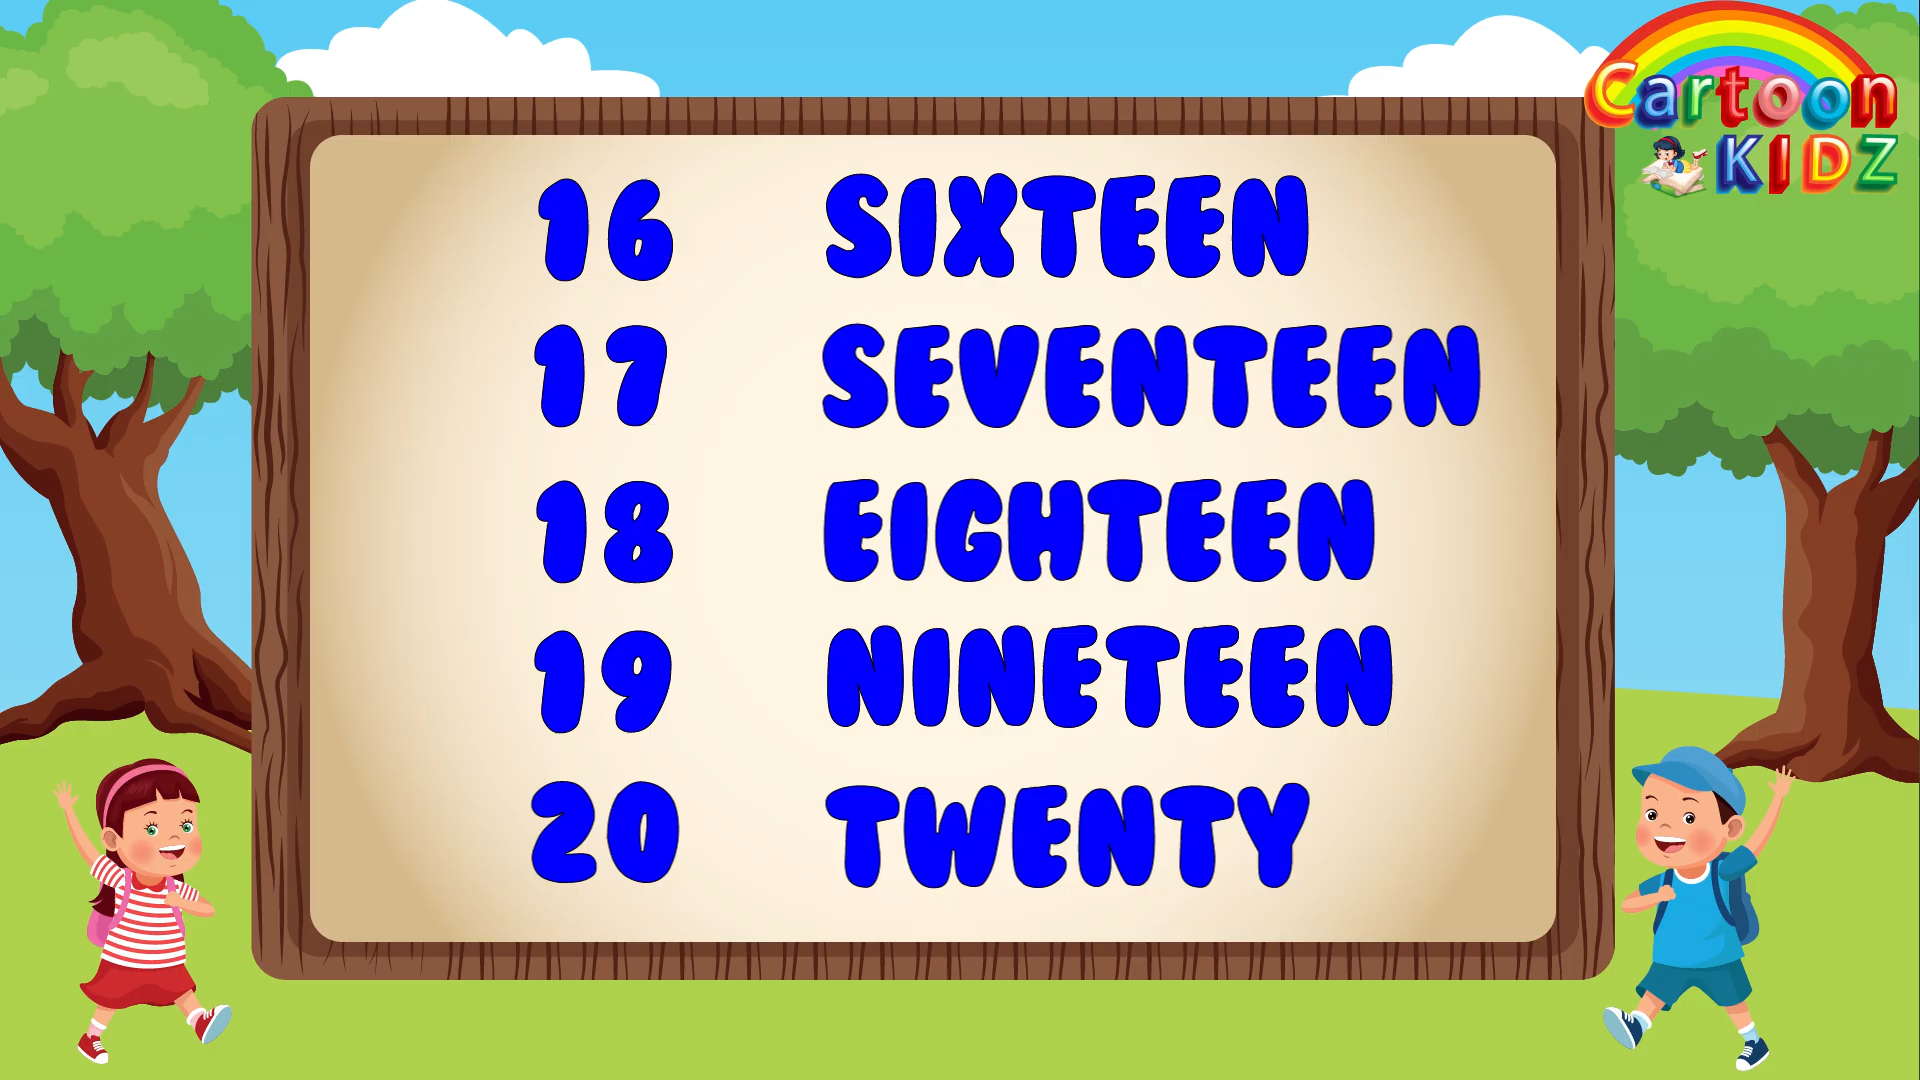 Cartoon
KIDZ
16 SIXTEEN
17 SEVENTEEN
18 EIGHTEEN
19 NINETEEN
20 TWENTY